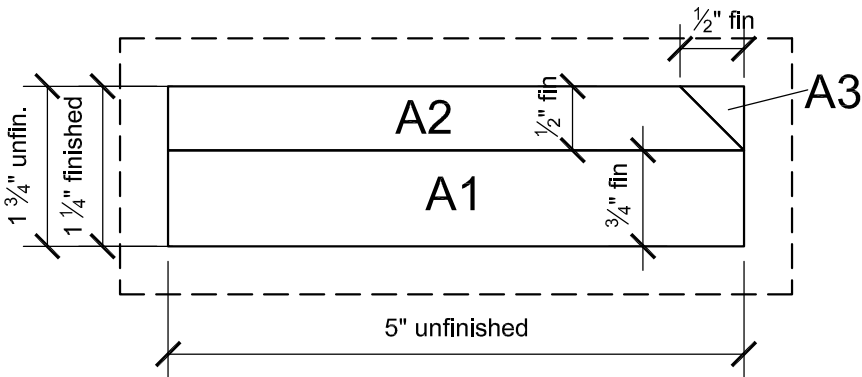 ½" fin
A3
A2
½" fin
1 ¾" unfin.
1 ¼" finished
A1
¾" fin
5" unfinished